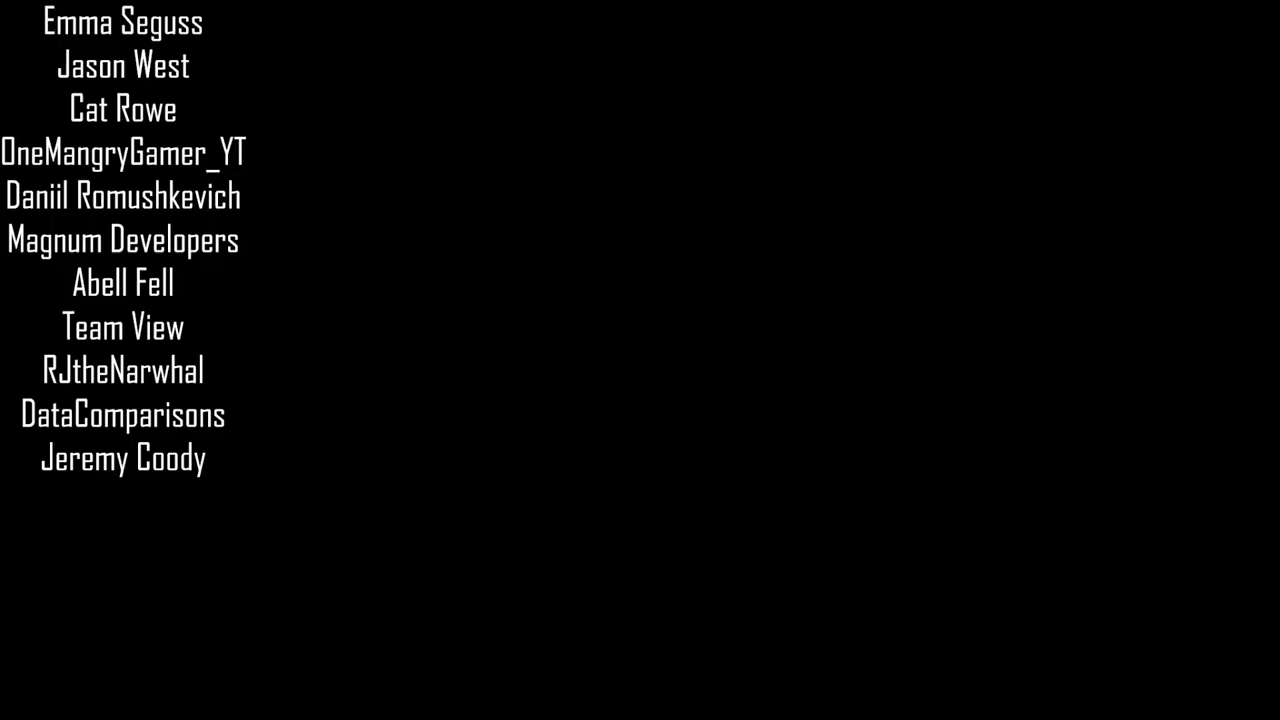 Emma Seguss
Jason West
Cat Rowe
OneMangryGamer_YT
Daniil Romushkevich
Magnum Developers
Abell Fell
Team View
RJtheNarwhal
DataComparisons
Jeremy Coody